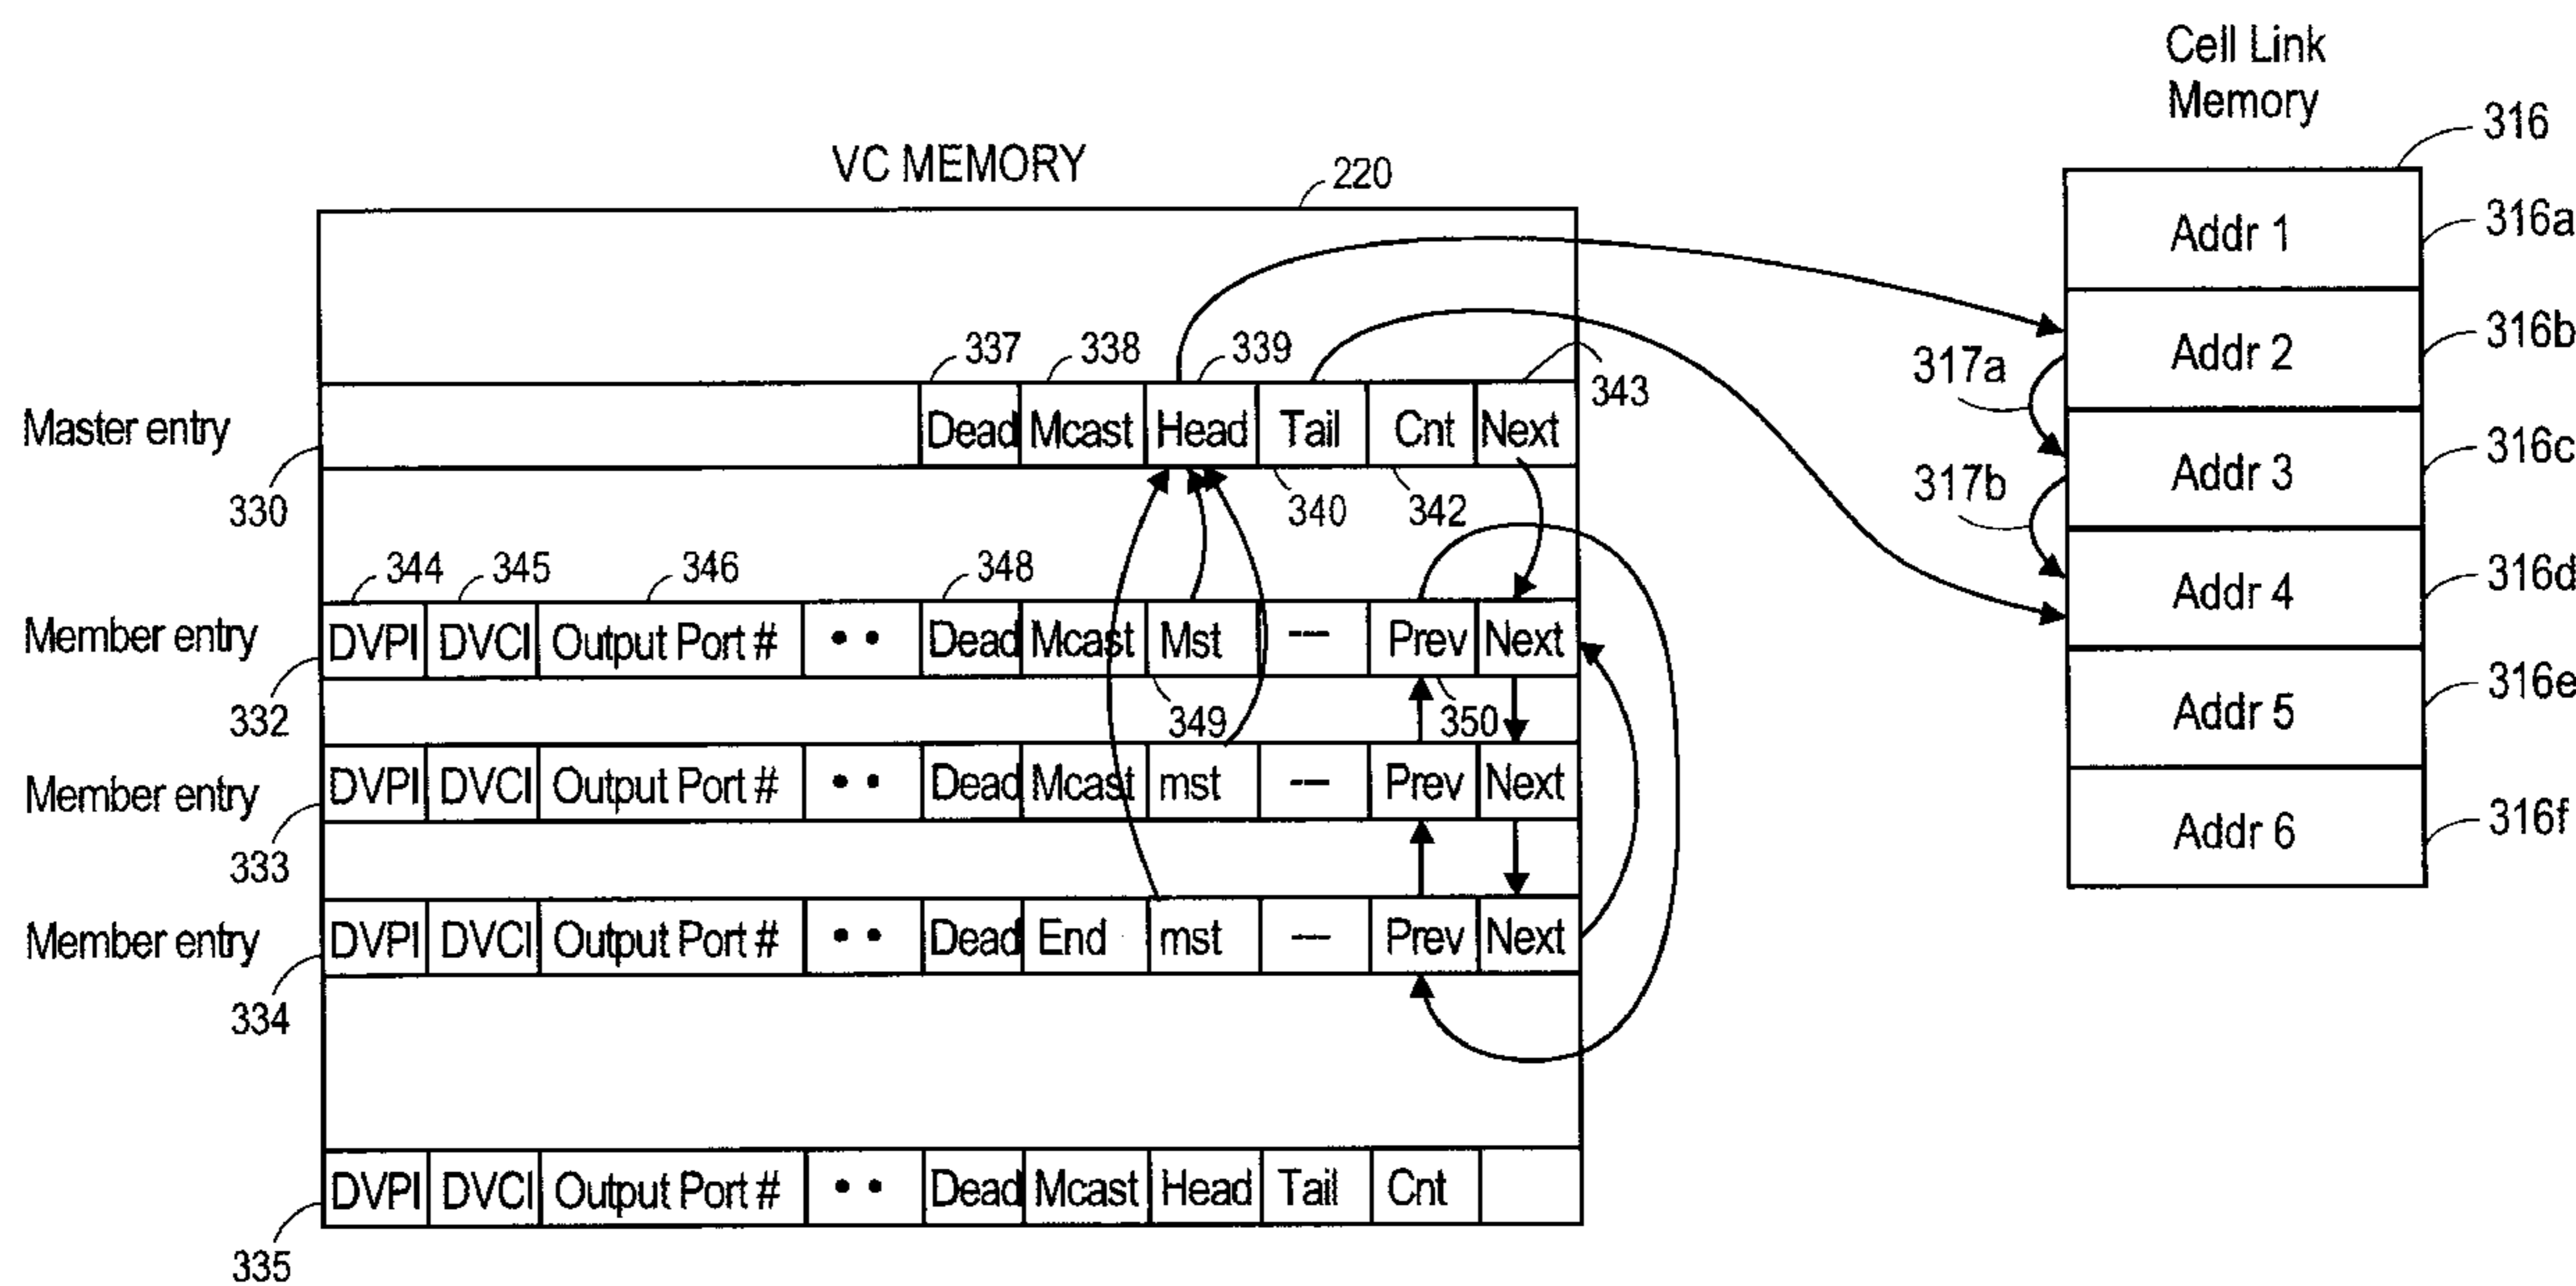 Cell Link
Memory
316
VC MEMORY
220
Addr 1
316a
Addr 2
316b
317a
337 338 339
343
Master entry
Dead Mcast Head Tail Cnt Next
Addr 3
316c
317b
330
340 342
344 345 346 348
Addr 4
316d
Member entry
DVPI DVCI Output Port # • • Dead Mcast Mst --- Prev Next
332
349 350
Addr 5
316e
Member entry
DVPI DVCI Output Port # • • Dead Mcast mst --- Prev Next
Addr 6
316f
333
Member entry
DVPI DVCI Output Port # • • Dead End mst --- Prev Next
334
DVPI DVCI Output Port # • • Dead Mcast Head Tail Cnt
335